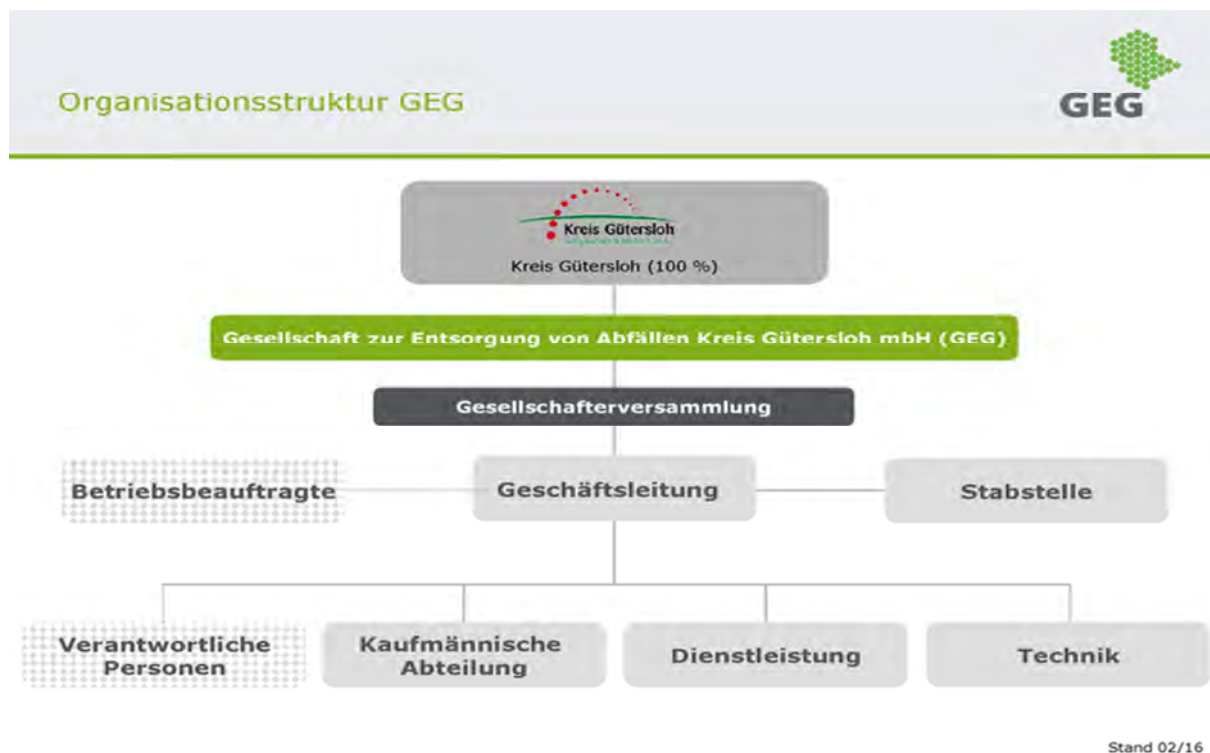 Organisationsstruktur GEG
GEG
Kreis Gütersloh
Kreis Gütersloh (100 %)
Gesellschaft zur Entsorgung von Abfällen Kreis Gütersloh mbH (GEG)
Gesellschafterversammlung
Betriebsbeauftragte
Geschäftsleitung
Stabstelle
Verantwortliche
Personen
Kaufmännische
Abteilung
Dienstleistung
Technik
Stand 02/16